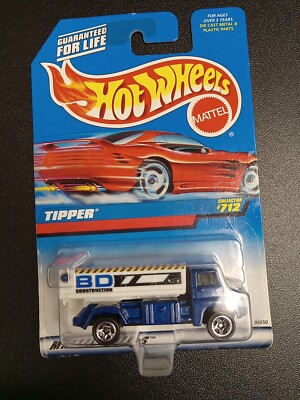 GUARANTEED
FOR LIFE
FOR AGES
OVER 3 YEARS.
DIE CAST METAL &
PLASTIC PARTS.
Hot Wheels
MATTEL
TIPPER®
COLLECTOR
#712
BD
CONSTRUCTION